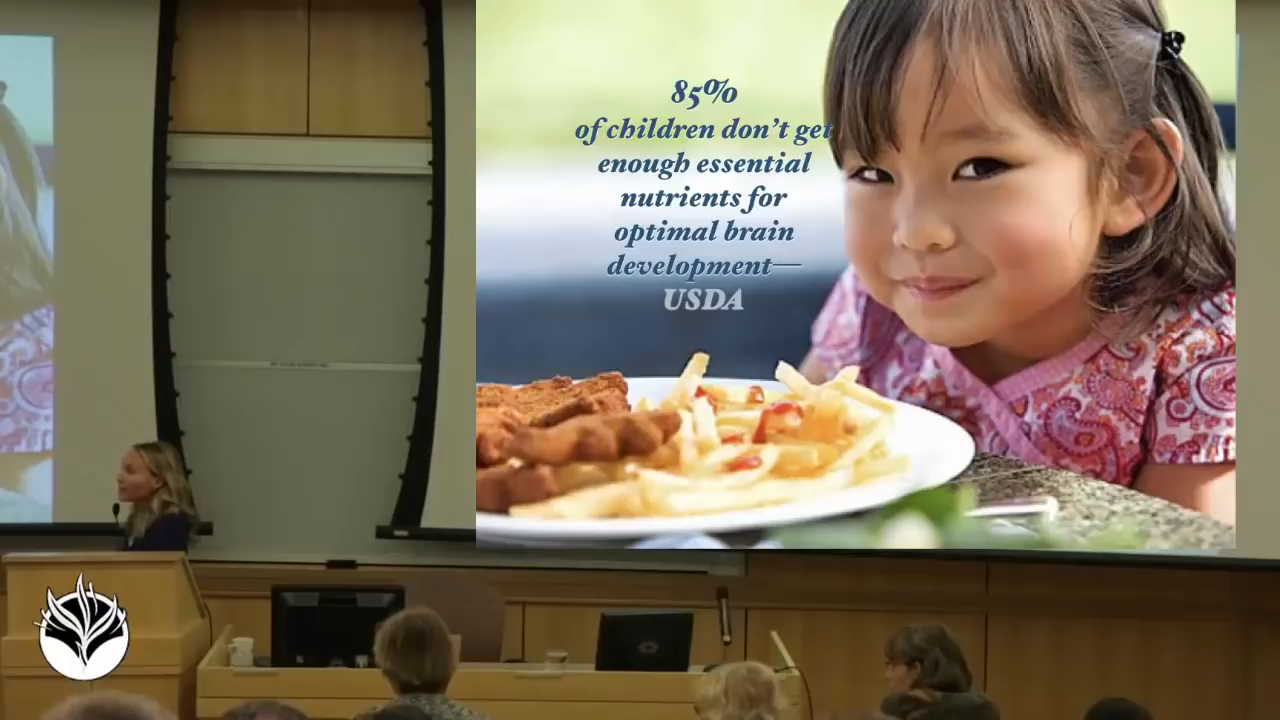 85%
of children don't get
enough essential
nutrients for
optimal brain
development—
USDA